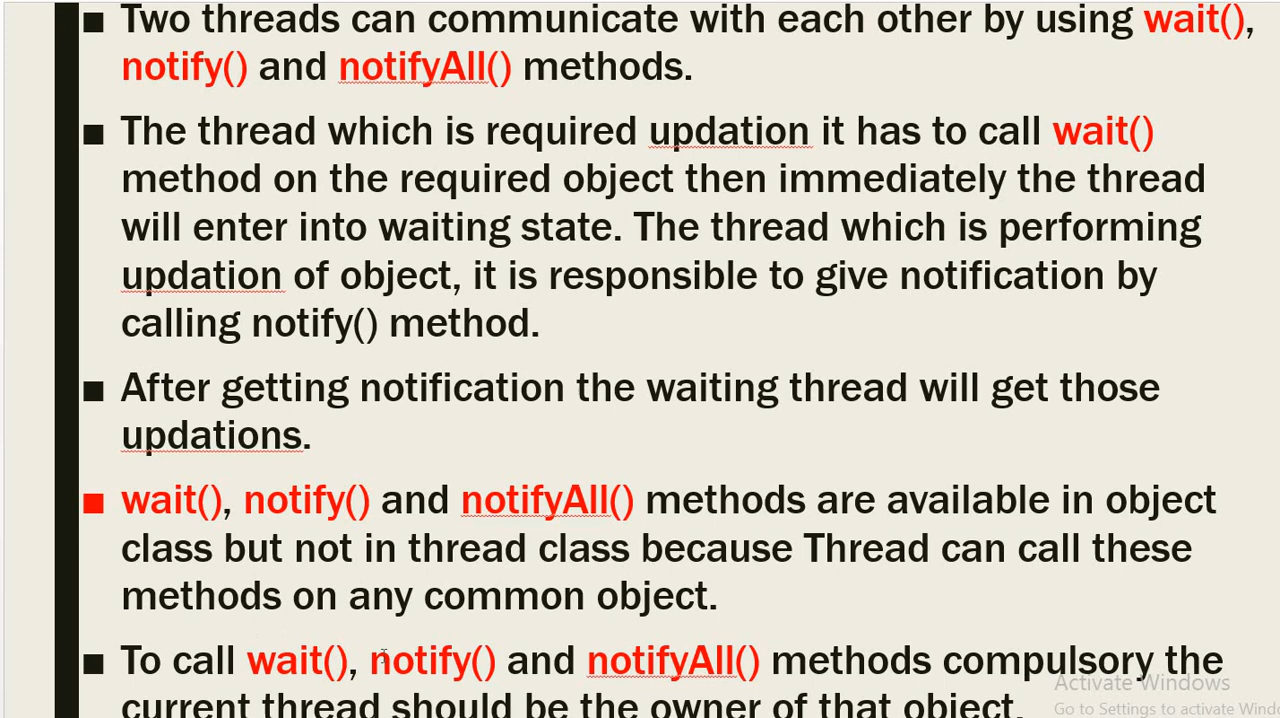 ■ Two threads can communicate with each other by using wait(),
notify() and notifyAll() methods.
■ The thread which is required updation it has to call wait()
method on the required object then immediately the thread
will enter into waiting state. The thread which is performing
updation of object, it is responsible to give notification by
calling notify() method.
■ After getting notification the waiting thread will get those
updations.
■ wait(), notify() and notifyAll() methods are available in object
class but not in thread class because Thread can call these
methods on any common object.
■ To call wait(), notify() and notifyAll() methods compulsory the
current thread should be the owner of that object.
Activate Windows
Go to Settings to activate Wind